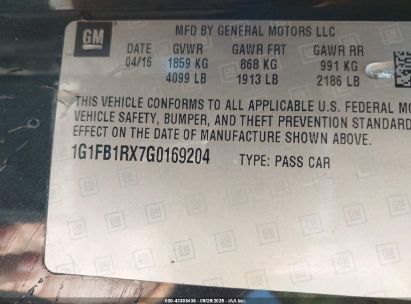 MFD BY GENERAL MOTORS LLC
GM
DATE GVWR GAWR FRT GAWR RR
04/16 1859 KG 868 KG 991 KG
4099 LB 1913 LB 2186 LB
THIS VEHICLE CONFORMS TO ALL APPLICABLE U.S. FEDERAL MO
VEHICLE SAFETY, BUMPER, AND THEFT PREVENTION STANDARD
EFFECT ON THE DATE OF MANUFACTURE SHOWN ABOVE.
1G1FB1RX7G0169204 TYPE: PASS CAR